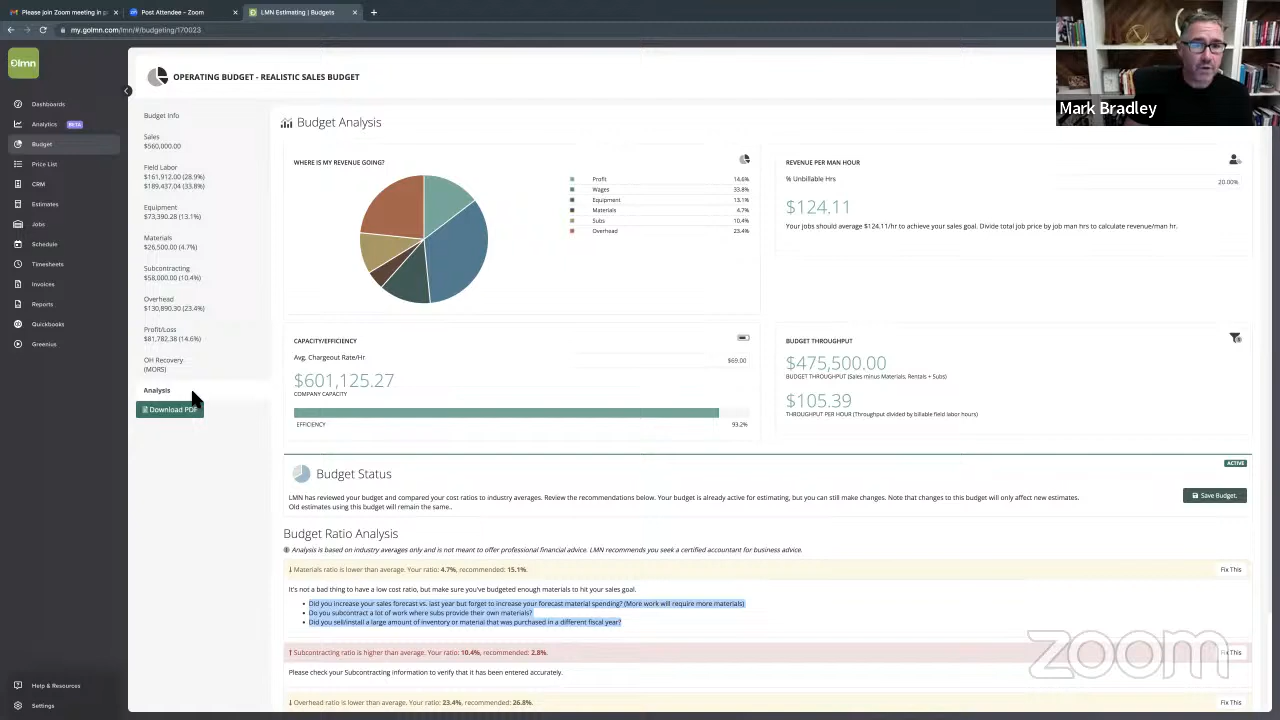 Please join Zoom meeting in p
Post Attendee – Zoom
LMN Estimating | Budgets
my.golmn.com/lmn/#/budgeting/170023
Mark Bradley
lmn
OPERATING BUDGET - REALISTIC SALES BUDGET
Dashboards
Analytics BETA
Budget
Price List
CRM
Estimates
Jobs
Schedule
Timesheets
Invoices
Reports
Quickbooks
Greenius
Help & Resources
Settings
Budget Info
Sales
$560,000.00
Field Labor
$161,912.00 (28.9%)
$189,437.04 (33.8%)
Equipment
$73,390.28 (13.1%)
Materials
$26,500.00 (4.7%)
Subcontracting
$58,000.00 (10.4%)
Overhead
$130,890.30 (23.4%)
Profit/Loss
$81,782.38 (14.6%)
OH Recovery
(MORS)
Analysis
Download PDF
Budget Analysis
WHERE IS MY REVENUE GOING?
Profit 14.6%
Wages 33.8%
Equipment 13.1%
Materials 4.7%
Subs 10.4%
Overhead 23.4%
REVENUE PER MAN HOUR
% Unbillable Hrs 20.00%
$124.11
Your jobs should average $124.11/hr to achieve your sales goal. Divide total job price by job man hrs to calculate revenue/man hr.
CAPACITY/EFFICIENCY
Avg. Chargeout Rate/Hr $69.00
$601,125.27
COMPANY CAPACITY
EFFICIENCY 93.2%
BUDGET THROUGHPUT
$475,500.00
BUDGET THROUGHPUT (Sales minus Materials, Rentals + Subs)
$105.39
THROUGHPUT PER HOUR (Throughput divided by billable field labor hours)
ACTIVE
Budget Status
LMN has reviewed your budget and compared your cost ratios to industry averages. Review the recommendations below. Your budget is already active for estimating, but you can still make changes. Note that changes to this budget will only affect new estimates.
Old estimates using this budget will remain the same..
Save Budget.
Budget Ratio Analysis
Analysis is based on industry averages only and is not meant to offer professional financial advice. LMN recommends you seek a certified accountant for business advice.
Materials ratio is lower than average. Your ratio: 4.7%, recommended: 15.1%. Fix This
It's not a bad thing to have a low cost ratio, but make sure you've budgeted enough materials to hit your sales goal.
• Did you increase your sales forecast vs. last year but forget to increase your forecast material spending? (More work will require more materials)
• Do you subcontract a lot of work where subs provide their own materials?
• Did you sell/install a large amount of inventory or material that was purchased in a different fiscal year?
Subcontracting ratio is higher than average. Your ratio: 10.4%, recommended: 2.8%. Fix This
Please check your Subcontracting information to verify that it has been entered accurately.
Overhead ratio is lower than average. Your ratio: 23.4%, recommended: 26.8%. Fix This
zoom